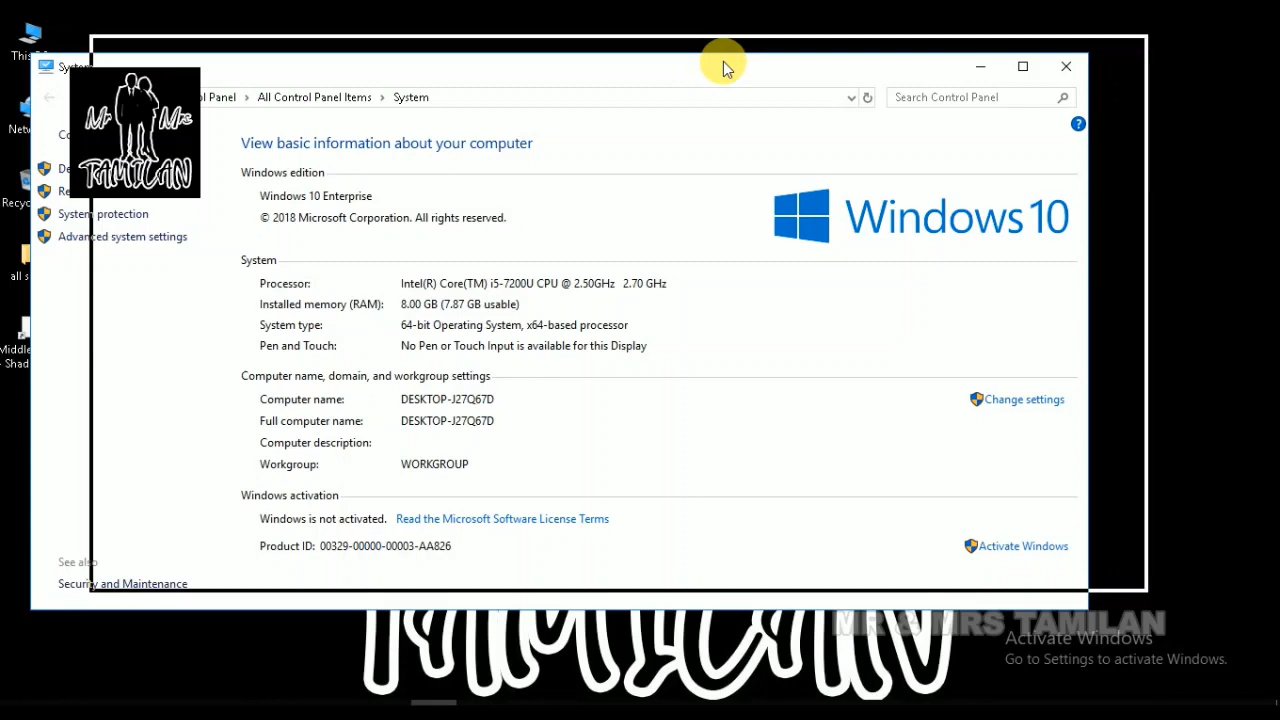 System
Mr Mrs
TAMILAN
All Control Panel Items > System
Search Control Panel
View basic information about your computer
Windows edition
Windows 10 Enterprise
© 2018 Microsoft Corporation. All rights reserved.
Windows 10
System protection
Advanced system settings
System
Processor: Intel(R) Core(TM) i5-7200U CPU @ 2.50GHz 2.70 GHz
Installed memory (RAM): 8.00 GB (7.87 GB usable)
System type: 64-bit Operating System, x64-based processor
Pen and Touch: No Pen or Touch Input is available for this Display
Computer name, domain, and workgroup settings
Computer name: DESKTOP-J27Q67D
Change settings
Full computer name: DESKTOP-J27Q67D
Computer description:
Workgroup: WORKGROUP
Windows activation
Windows is not activated. Read the Microsoft Software License Terms
Product ID: 00329-00000-00003-AA826
Activate Windows
See also
Security and Maintenance
TAMILAN
MR & MRS TAMILAN
Activate Windows
Go to Settings to activate Windows.